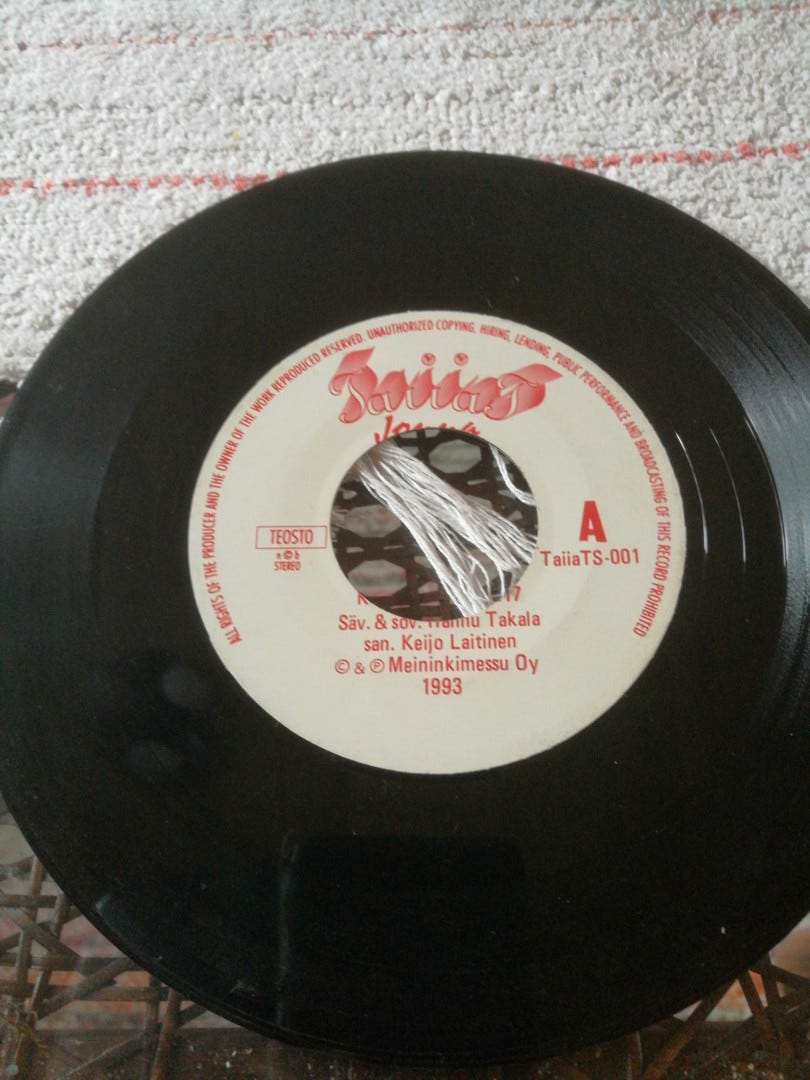 ALL RIGHTS OF THE PRODUCER AND THE OWNER OF THE WORK REPRODUCED RESERVED. UNAUTHORIZED COPYING, HIRING, LENDING, PUBLIC PERFORMANCE AND BROADCASTING OF THIS RECORD PROHIBITED
TEOSTO
n©b
STEREO
A
TaiiaTS-001
Säv. & sov. Hannu Takala
san. Keijo Laitinen
© & ℗ Meininkimessu Oy
1993